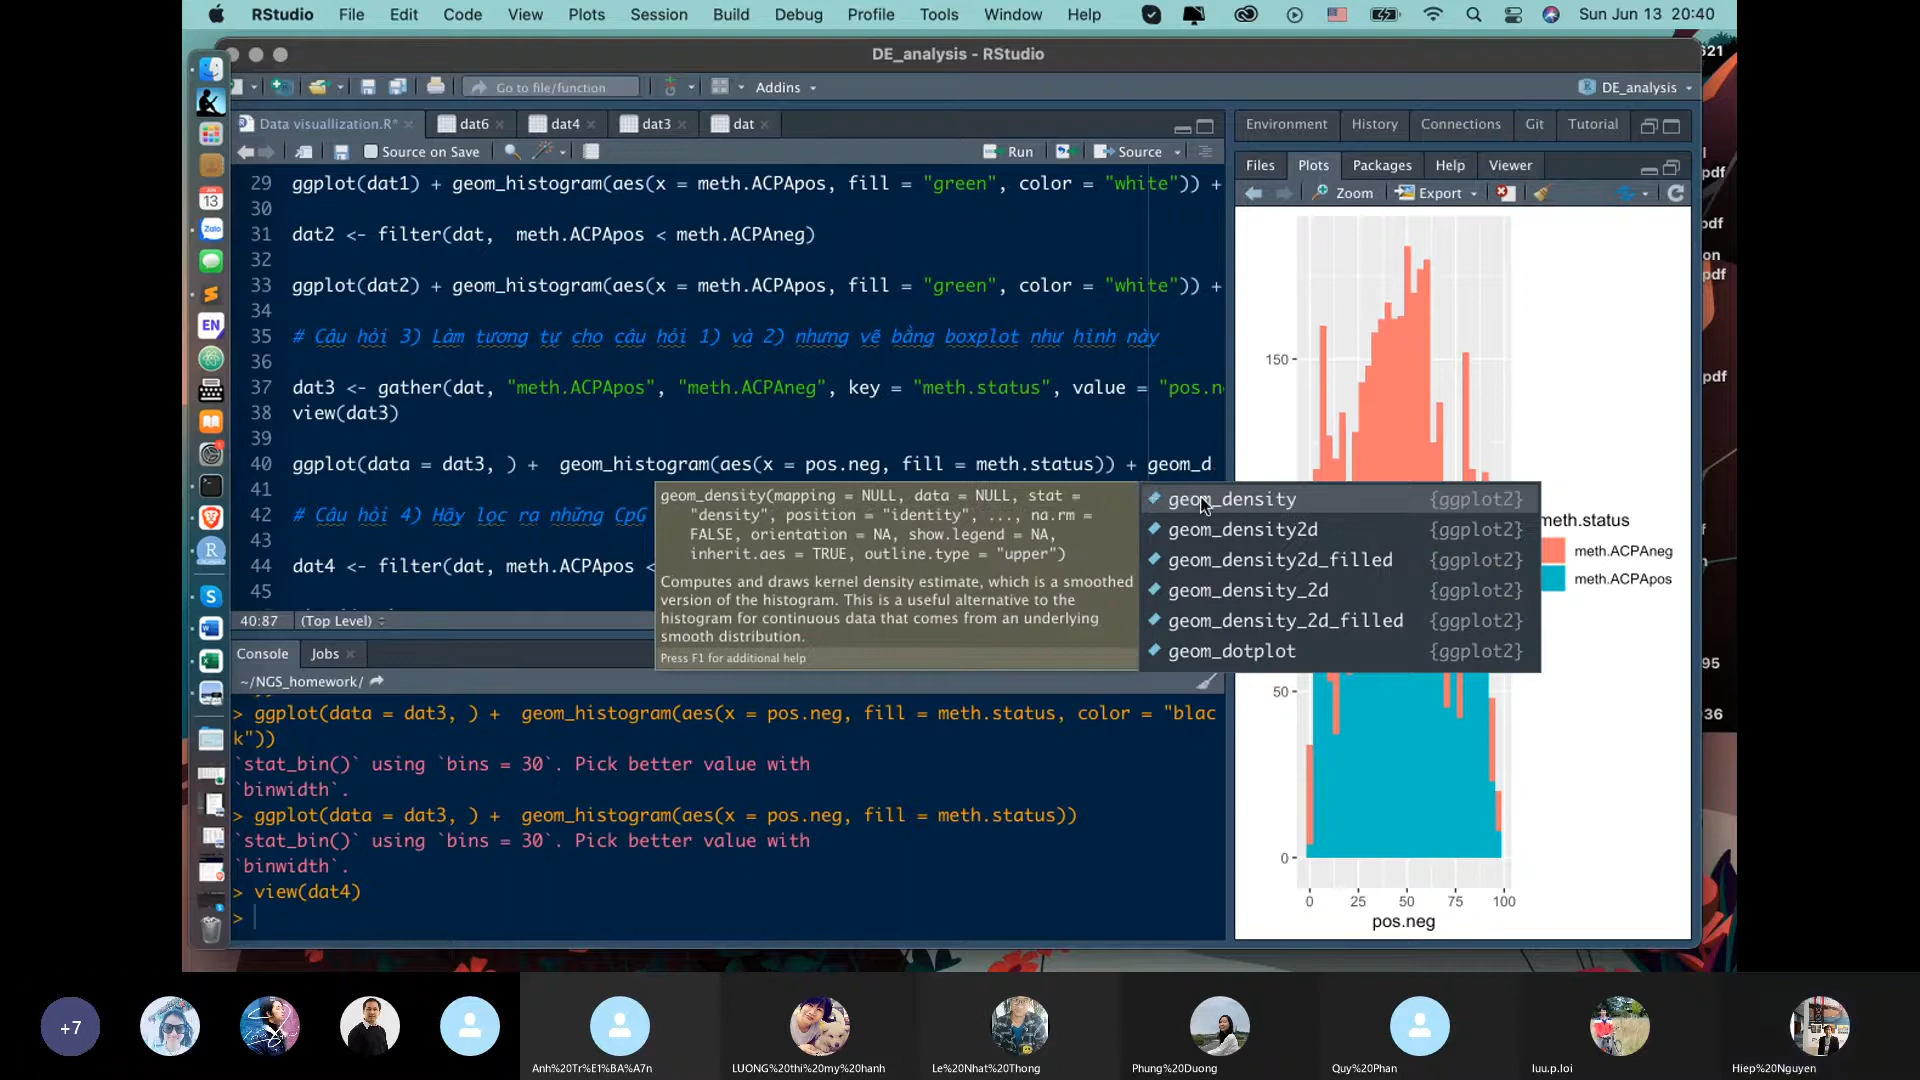 RStudio File Edit Code View Plots Session Build Debug Profile Tools Window Help Sun Jun 13 20:40
DE_analysis - RStudio
Go to file/function Addins DE_analysis
Data visuallization.R* dat6 dat4 dat3 dat
Source on Save Run Source
29 ggplot(dat1) + geom_histogram(aes(x = meth.ACPApos, fill = "green", color = "white")) +
30
31 dat2 <- filter(dat, meth.ACPApos < meth.ACPAneg)
32
33 ggplot(dat2) + geom_histogram(aes(x = meth.ACPApos, fill = "green", color = "white")) +
34
35 # Câu hỏi 3) Làm tương tự cho câu hỏi 1) và 2) nhưng vẽ bằng boxplot như hình này
36
37 dat3 <- gather(dat, "meth.ACPApos", "meth.ACPAneg", key = "meth.status", value = "pos.n
38 view(dat3)
39
40 ggplot(data = dat3, ) + geom_histogram(aes(x = pos.neg, fill = meth.status)) + geom_d
41
42 # Câu hỏi 4) Hãy lọc ra những CpG
43
44 dat4 <- filter(dat, meth.ACPApos <
45
40:87 (Top Level)
geom_density(mapping = NULL, data = NULL, stat =
"density", position = "identity", ..., na.rm =
FALSE, orientation = NA, show.legend = NA,
inherit.aes = TRUE, outline.type = "upper")
Computes and draws kernel density estimate, which is a smoothed
version of the histogram. This is a useful alternative to the
histogram for continuous data that comes from an underlying
smooth distribution.
Press F1 for additional help
geom_density {ggplot2}
geom_density2d {ggplot2}
geom_density2d_filled {ggplot2}
geom_density_2d {ggplot2}
geom_density_2d_filled {ggplot2}
geom_dotplot {ggplot2}
Console Jobs
~/NGS_homework/
> ggplot(data = dat3, ) + geom_histogram(aes(x = pos.neg, fill = meth.status, color = "blac
k"))
`stat_bin()` using `bins = 30`. Pick better value with
`binwidth`.
> ggplot(data = dat3, ) + geom_histogram(aes(x = pos.neg, fill = meth.status))
`stat_bin()` using `bins = 30`. Pick better value with
`binwidth`.
> view(dat4)
>
Environment History Connections Git Tutorial
Files Plots Packages Help Viewer
Zoom Export
150
50
0
0 25 50 75 100
pos.neg
meth.status
meth.ACPAneg
meth.ACPApos
621
pdf
pdf
on
pdf
pdf
95
36
JUN
13
Zalo
EN
+7
Anh%20Tr%E1%BA%A7n
LUONG%20thi%20my%20hanh
Le%20Nhat%20Thong
Phung%20Duong
Quy%20Phan
luu.p.loi
Hiep%20Nguyen